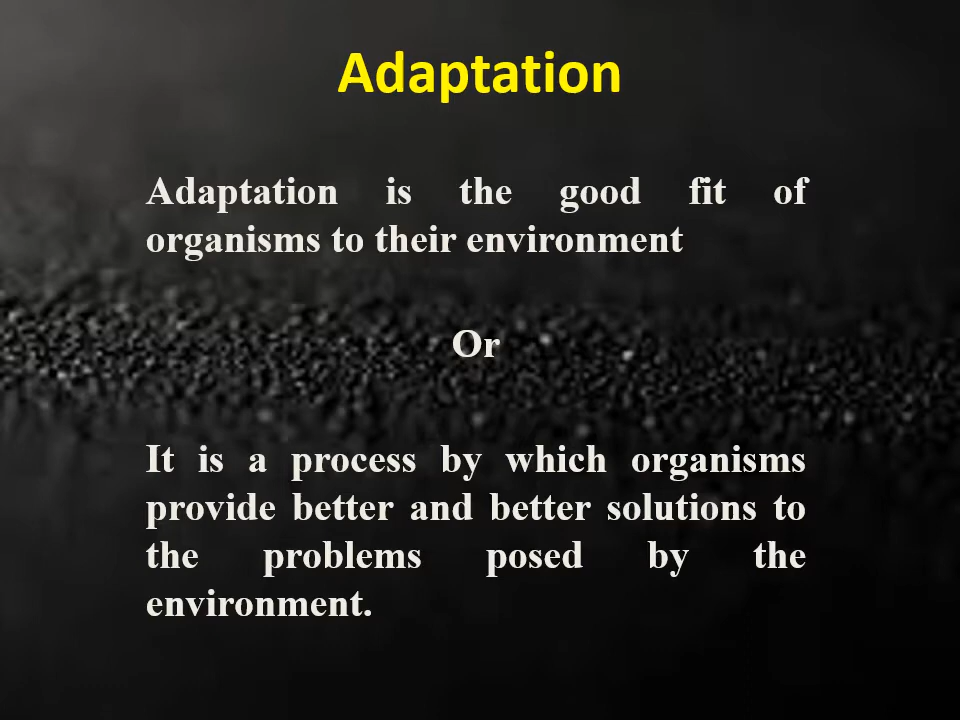 Adaptation
Adaptation is the good fit of
organisms to their environment
Or
It is a process by which organisms
provide better and better solutions to
the problems posed by the
environment.